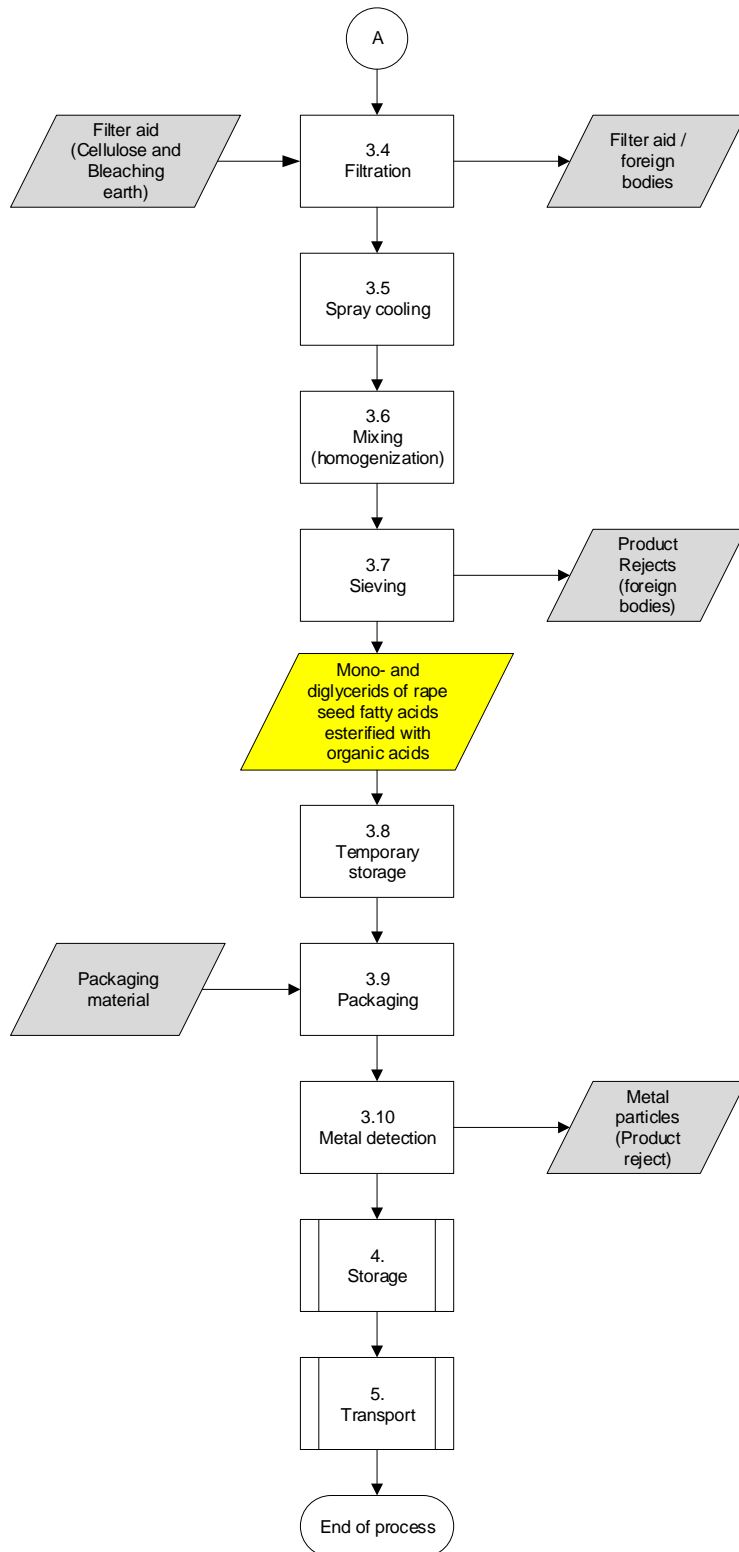 A
Filter aid
(Cellulose and
Bleaching
earth)
3.4
Filtration
Filter aid /
foreign
bodies
3.5
Spray cooling
3.6
Mixing
(homogenization)
3.7
Sieving
Product
Rejects
(foreign
bodies)
Mono- and
diglycerids of rape
seed fatty acids
esterified with
organic acids
3.8
Temporary
storage
Packaging
material
3.9
Packaging
3.10
Metal detection
Metal
particles
(Product
reject)
4.
Storage
5.
Transport
End of process